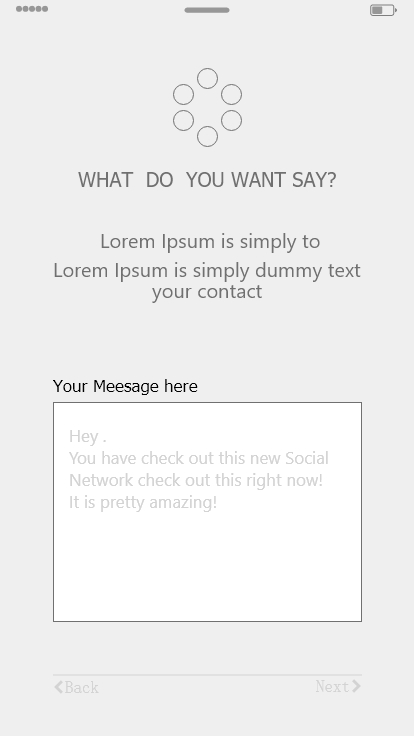 WHAT DO YOU WANT SAY?
Lorem Ipsum is simply to
Lorem Ipsum is simply dummy text
your contact
Your Meesage here
Hey .
You have check out this new Social
Network check out this right now!
It is pretty amazing!
Back
Next